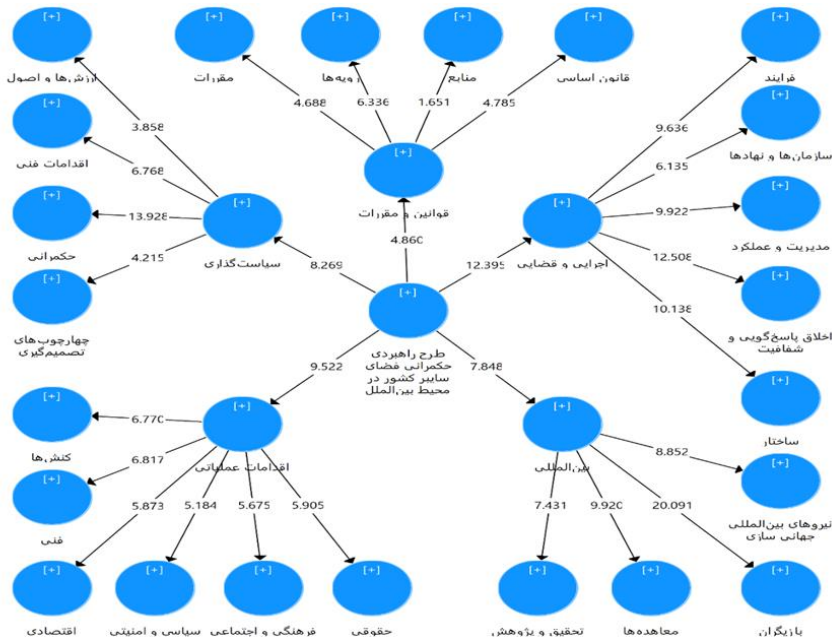 [+] [+] [+] [+] [+] [+]
ارزش‌ها و اصول
مقررات
رویه‌ها
منابع
قانون اساسی
فرایند
4.688
6.336
1.651
4.785
3.858
9.636
[+]
اقدامات فنی
[+]
سازمان‌ها و نهادها
6.768
6.135
[+]
قوانین و مقررات
[+]
حکمرانی
13.928
[+]
سیاست‌گذاری
[+]
اجرایی و قضایی
9.922
[+]
مدیریت و عملکرد
4.860
4.215
8.269
12.395
12.508
10.138
[+]
چهارچوب‌های
تصمیم‌گیری
[+]
طرح راهبردی
حکمرانی فضای
سایبر کشور در
محیط بین‌الملل
[+]
اخلاق پاسخ‌گویی و
شفافیت
9.522
7.848
[+]
کنش‌ها
6.770
[+]
اقدامات عملیاتی
[+]
بین‌المللی
[+]
ساختار
6.817
8.852
[+]
فنی
[+]
نیروهای بین‌المللی
جهانی سازی
5.873
5.184
5.675
5.905
7.431
9.920
20.091
[+] [+] [+] [+] [+] [+] [+]
اقتصادی
سیاسی و امنیتی
فرهنگی و اجتماعی
حقوقی
تحقیق و پژوهش
معاهده‌ها
بازیگران